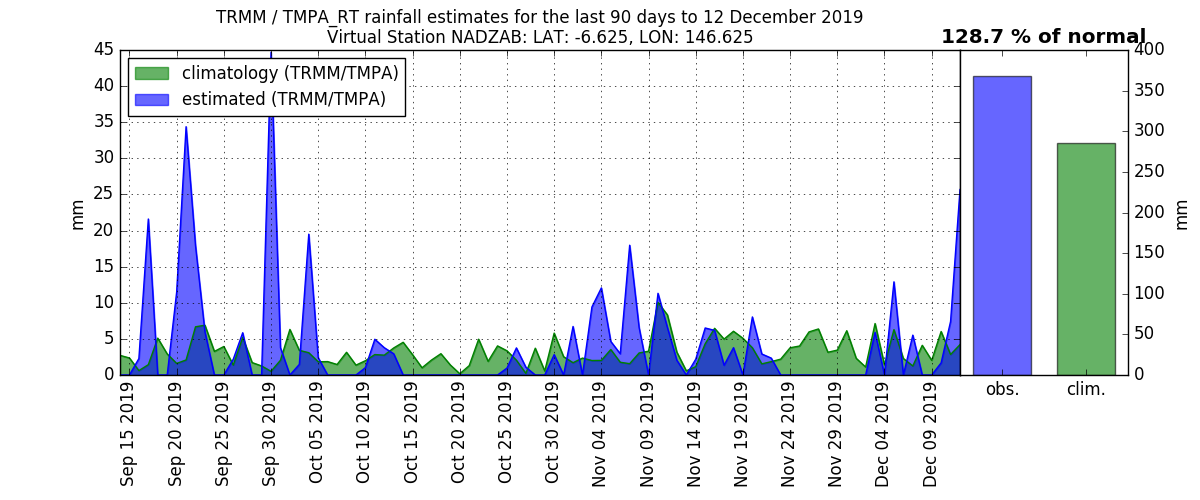 TRMM / TMPA_RT rainfall estimates for the last 90 days to 12 December 2019
Virtual Station NADZAB: LAT: -6.625, LON: 146.625
128.7 % of normal
climatology (TRMM/TMPA)
estimated (TRMM/TMPA)
mm
45
40
35
30
25
20
15
10
5
0
Sep 15 2019
Sep 20 2019
Sep 25 2019
Sep 30 2019
Oct 05 2019
Oct 10 2019
Oct 15 2019
Oct 20 2019
Oct 25 2019
Oct 30 2019
Nov 04 2019
Nov 09 2019
Nov 14 2019
Nov 19 2019
Nov 24 2019
Nov 29 2019
Dec 04 2019
Dec 09 2019
obs.
clim.
400
350
300
250
200
150
100
50
0
mm